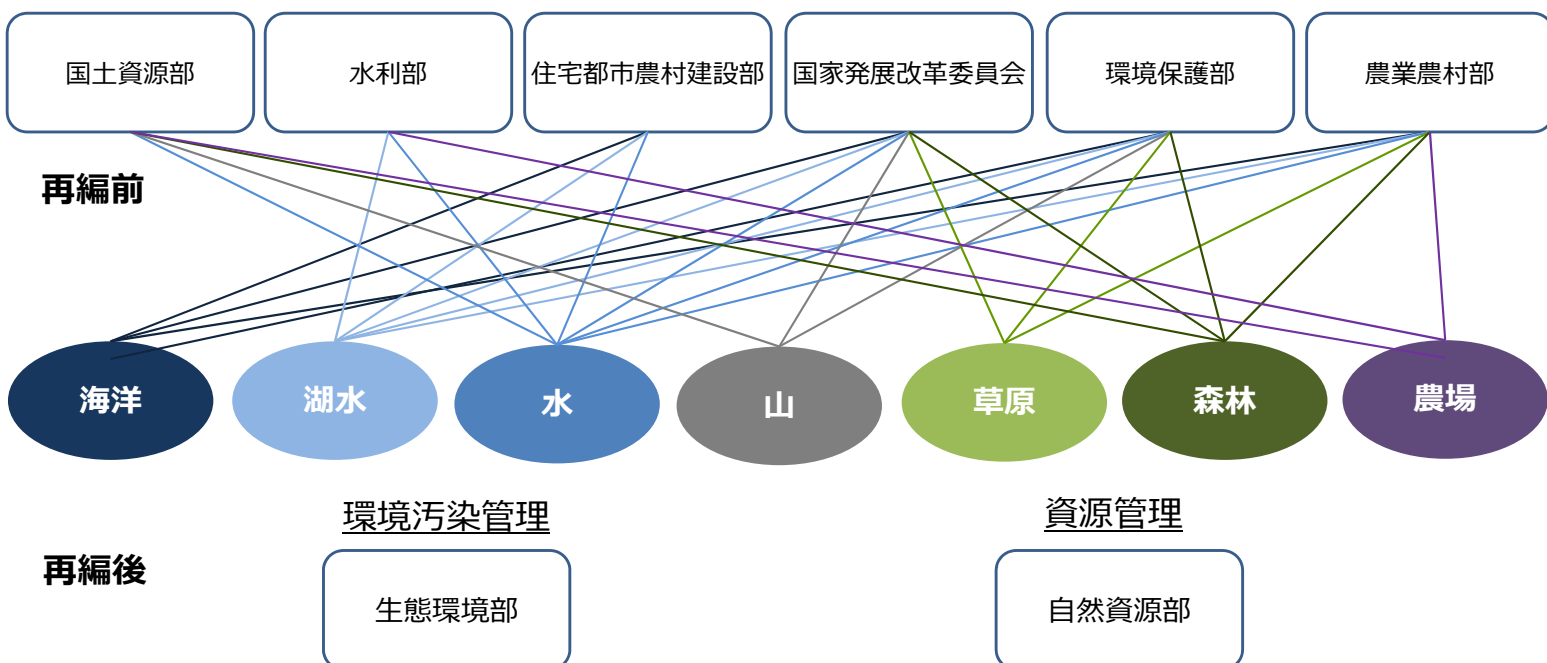 国土資源部
水利部
住宅都市農村建設部
国家発展改革委員会
環境保護部
農業農村部
再編前
海洋
湖水
水
山
草原
森林
農場
環境汚染管理
資源管理
再編後
生態環境部
自然資源部